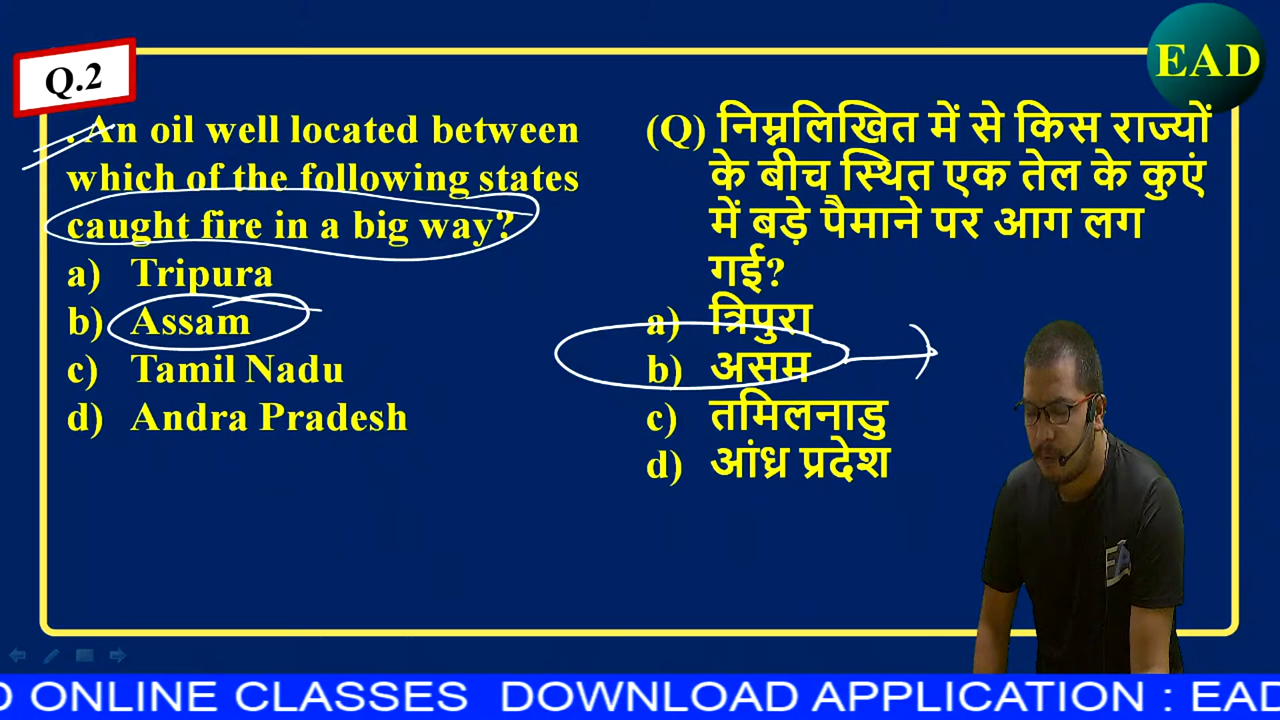 Q.2
EAD
. An oil well located between
which of the following states
caught fire in a big way?
a) Tripura
b) Assam
c) Tamil Nadu
d) Andra Pradesh
(Q) निम्नलिखित में से किस राज्यों
के बीच स्थित एक तेल के कुएं
में बड़े पैमाने पर आग लग
गई?
a) त्रिपुरा
b) असम
c) तमिलनाडु
d) आंध्र प्रदेश
D ONLINE CLASSES DOWNLOAD APPLICATION : EAD